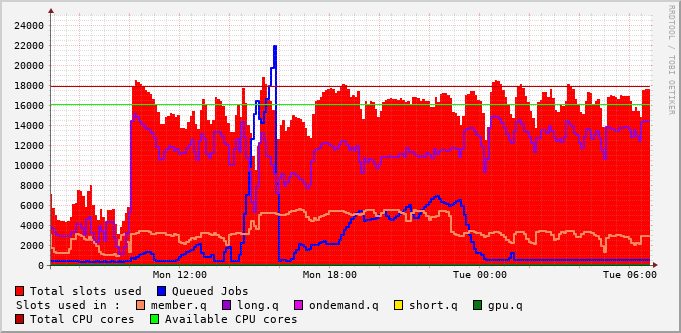 24000
22000
20000
18000
16000
14000
12000
10000
8000
6000
4000
2000
0
Mon 12:00 Mon 18:00 Tue 00:00 Tue 06:00
RRDTOOL / TOBI OETIKER
Total slots used Queued Jobs
Slots used in : member.q long.q ondemand.q short.q gpu.q
Total CPU cores Available CPU cores